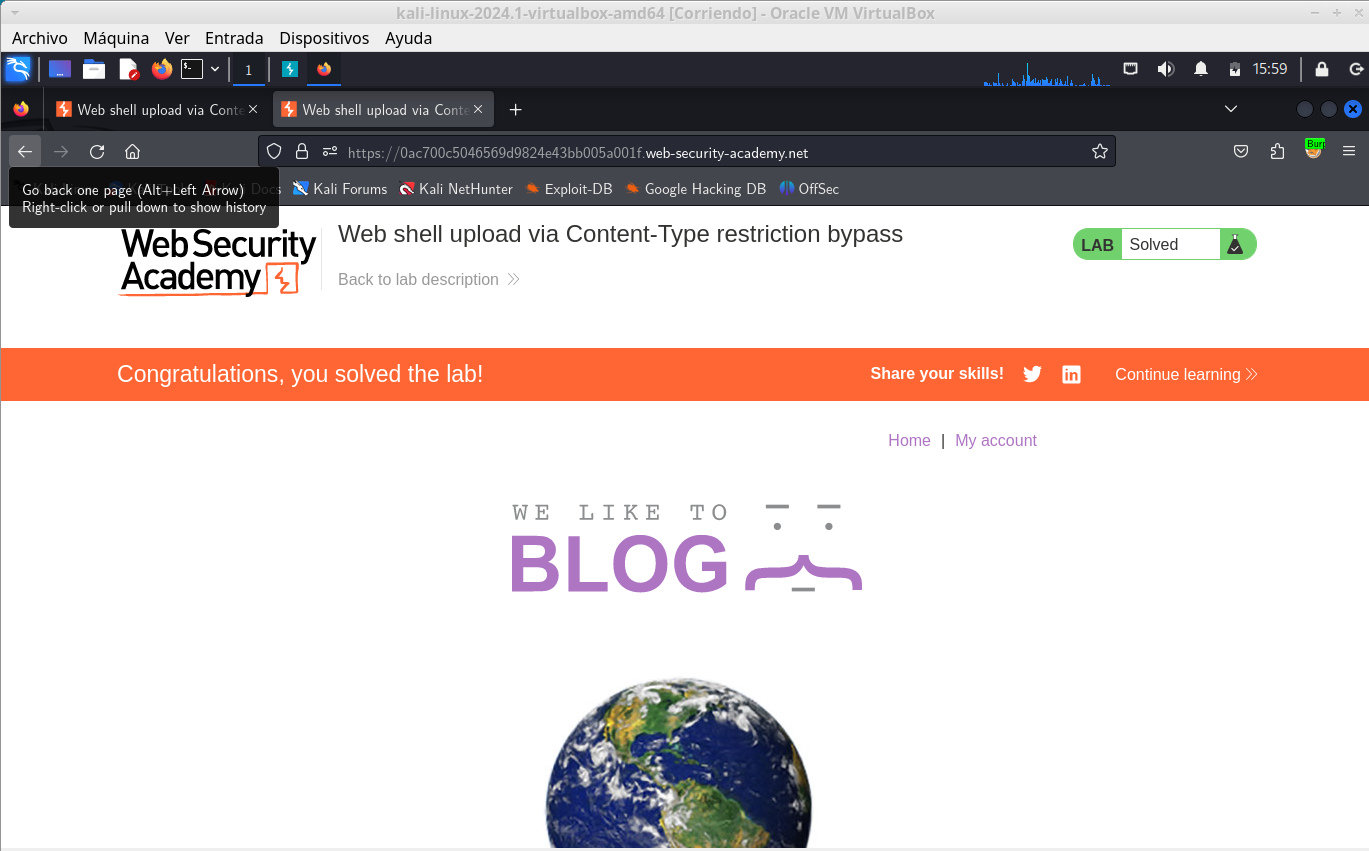 kali-linux-2024.1-virtualbox-amd64 [Corriendo] - Oracle VM VirtualBox
Archivo Máquina Ver Entrada Dispositivos Ayuda
1 15:59
Web shell upload via Conte Web shell upload via Conte
https://0ac700c5046569d9824e43bb005a001f.web-security-academy.net
Burp
Go back one page (Alt+Left Arrow)
Right-click or pull down to show history
Docs Kali Forums Kali NetHunter Exploit-DB Google Hacking DB OffSec
WebSecurity
Academy
Web shell upload via Content-Type restriction bypass
Back to lab description
LAB Solved
Congratulations, you solved the lab!
Share your skills! Continue learning
Home | My account
WE LIKE TO
BLOG